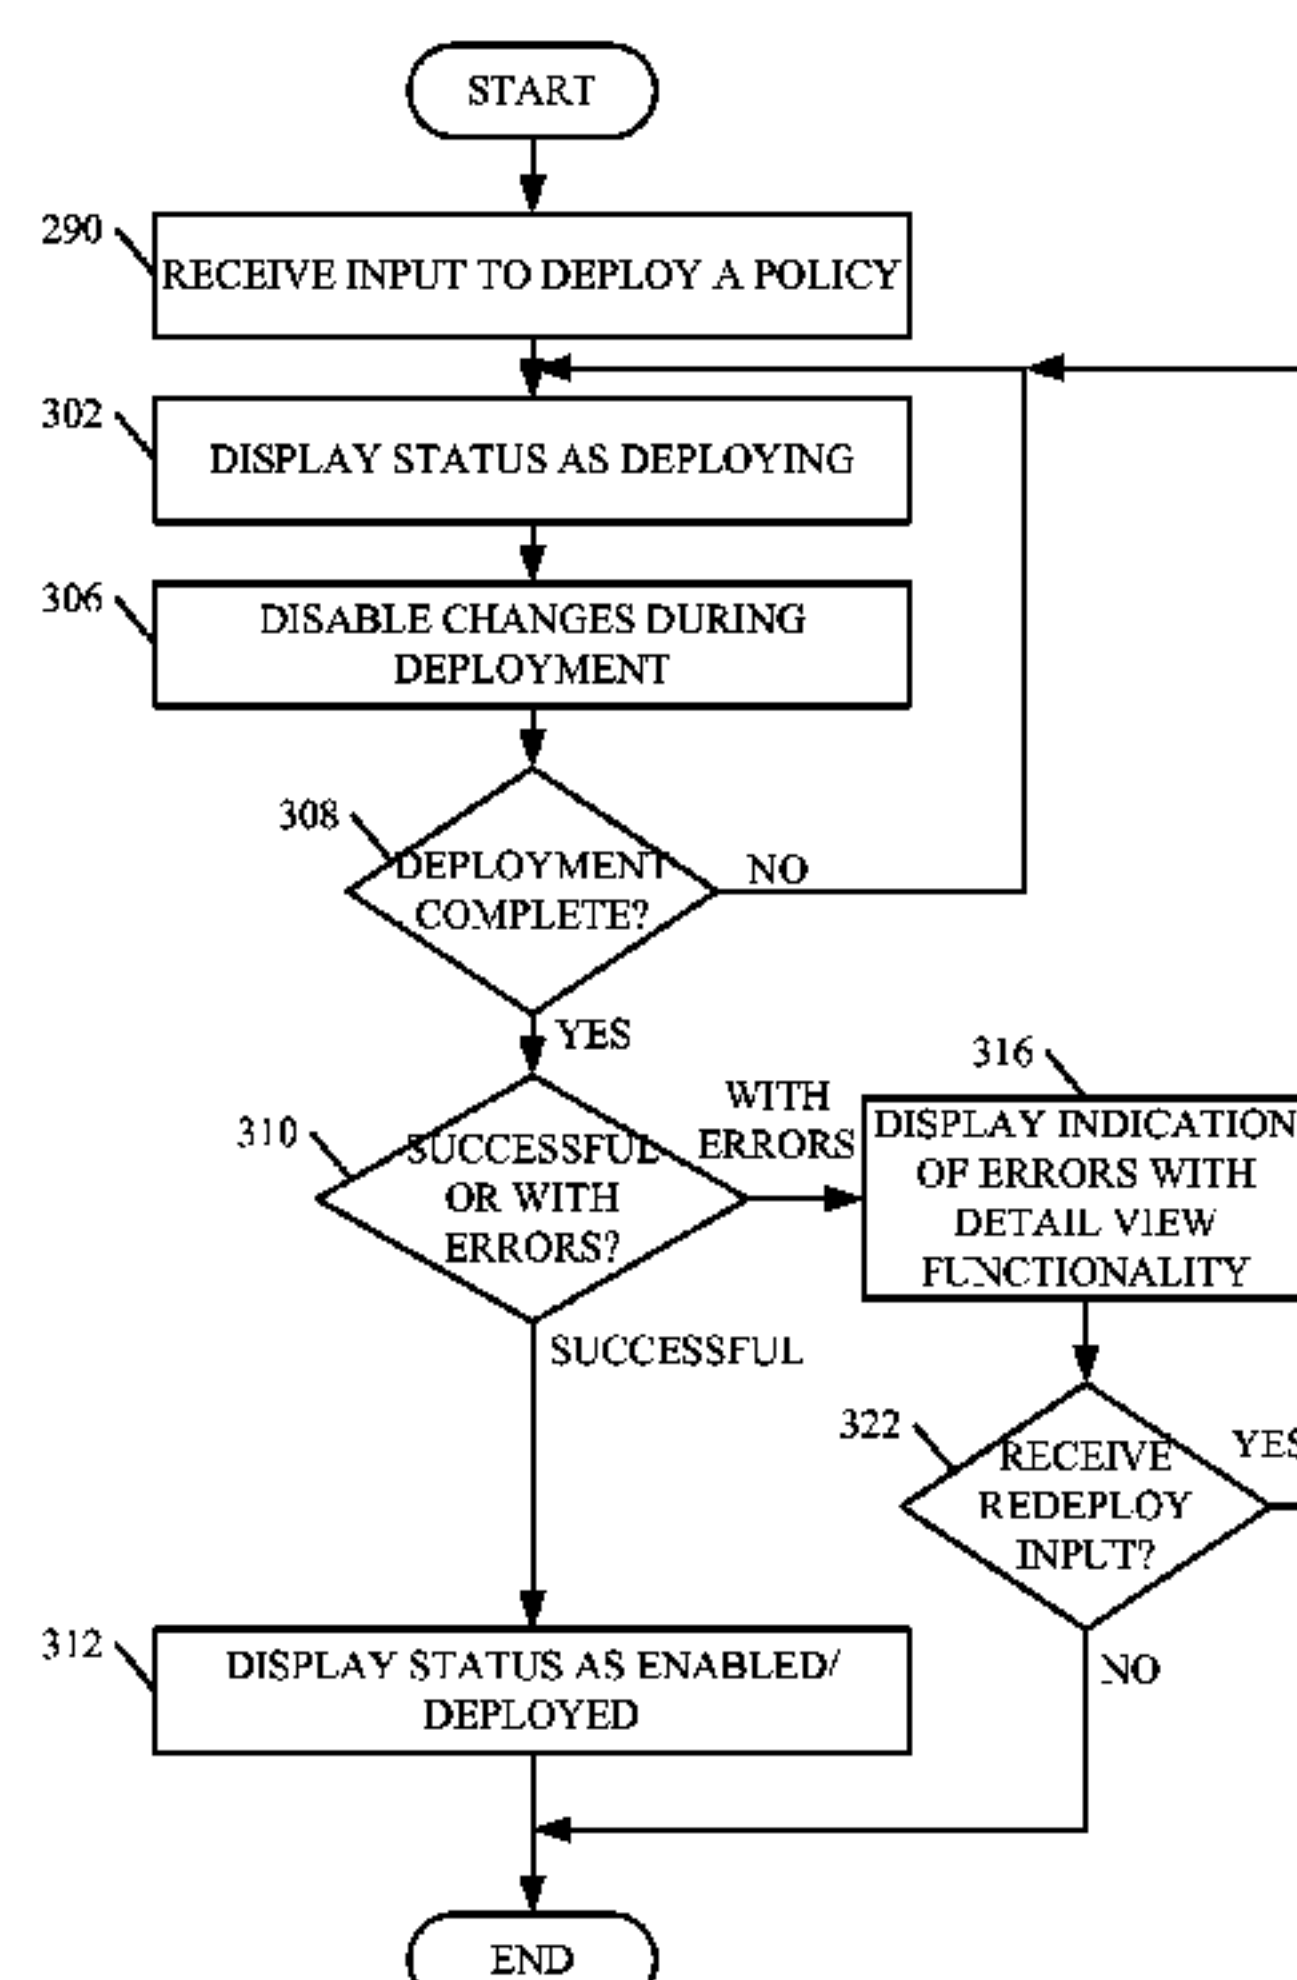 START
290
RECEIVE INPUT TO DEPLOY A POLICY
302
DISPLAY STATUS AS DEPLOYING
306
DISABLE CHANGES DURING
DEPLOYMENT
308
DEPLOYMENT
COMPLETE?
NO
YES
310
SUCCESSFUL
OR WITH
ERRORS?
WITH
ERRORS
316
DISPLAY INDICATION
OF ERRORS WITH
DETAIL VIEW
FUNCTIONALITY
SUCCESSFUL
322
RECEIVE
REDEPLOY
INPUT?
YES
NO
312
DISPLAY STATUS AS ENABLED/
DEPLOYED
END